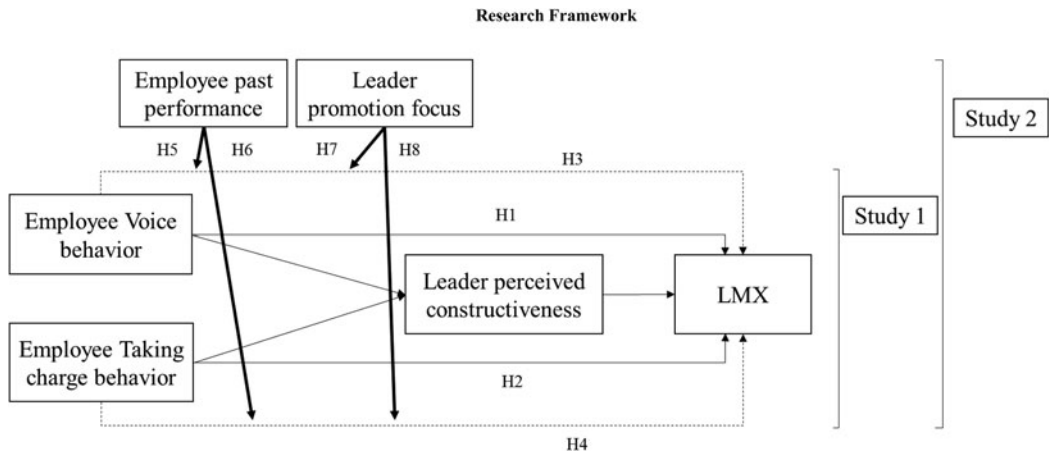 Research Framework
Employee past
performance
Leader
promotion focus
Study 2
H5
H6
H7
H8
H3
Employee Voice
behavior
H1
Study 1
Leader perceived
constructiveness
LMX
Employee Taking
charge behavior
H2
H4